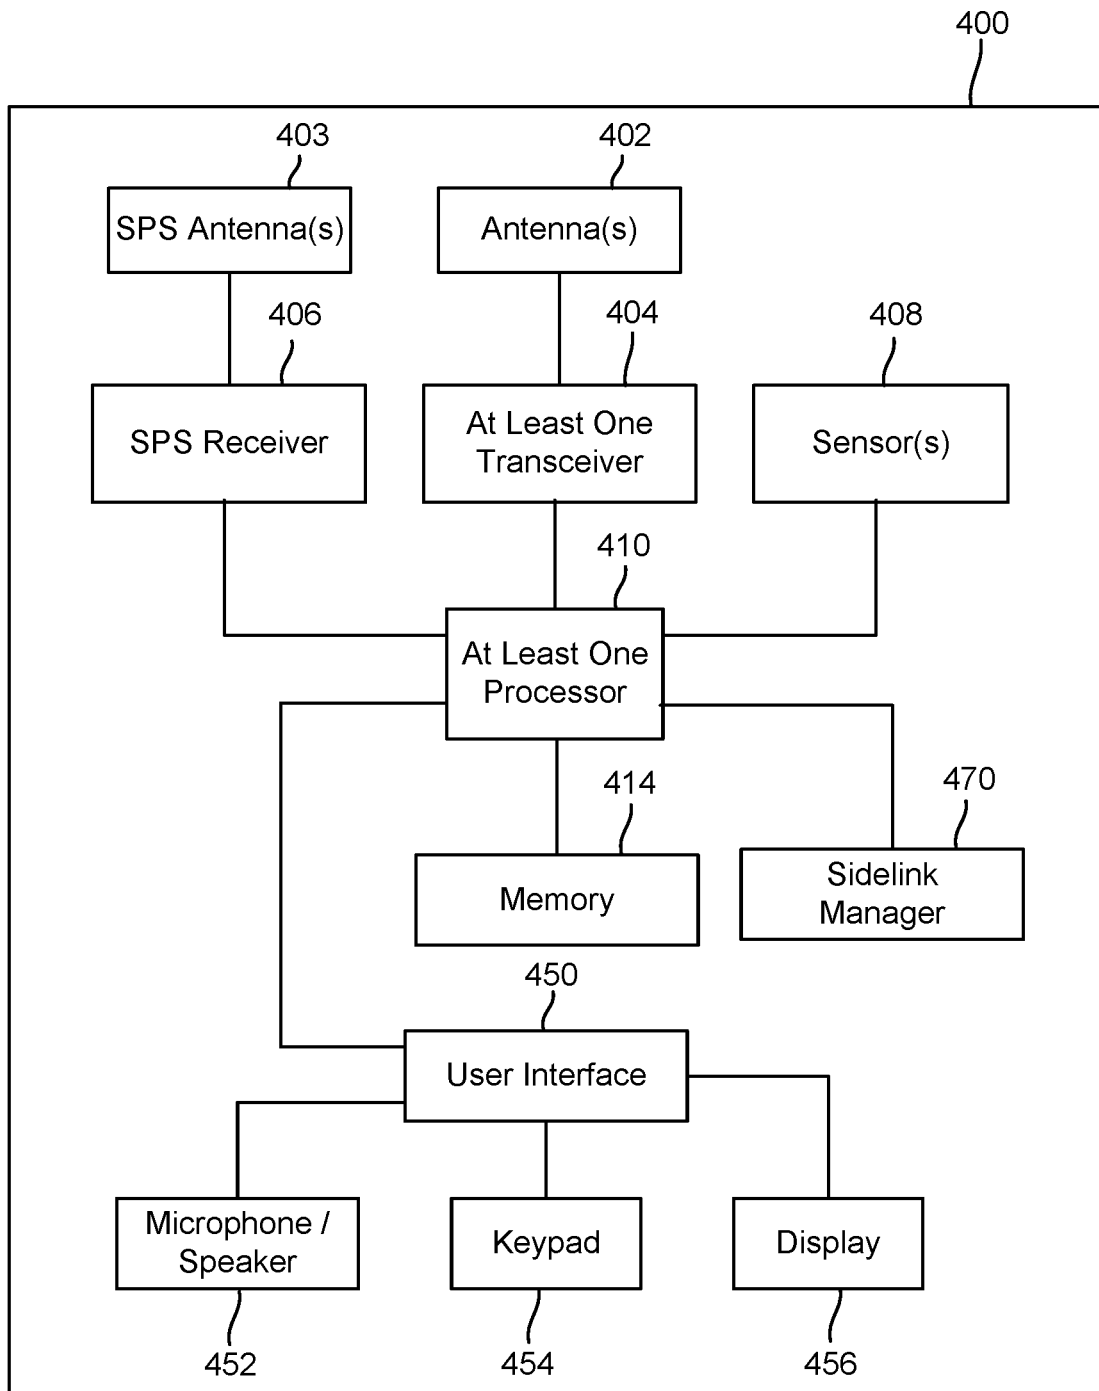 400
403
402
SPS Antenna(s)
Antenna(s)
406
404
408
SPS Receiver
At Least One
Transceiver
Sensor(s)
410
At Least One
Processor
414
470
Memory
Sidelink
Manager
450
User Interface
Microphone /
Speaker
Keypad
Display
452
454
456